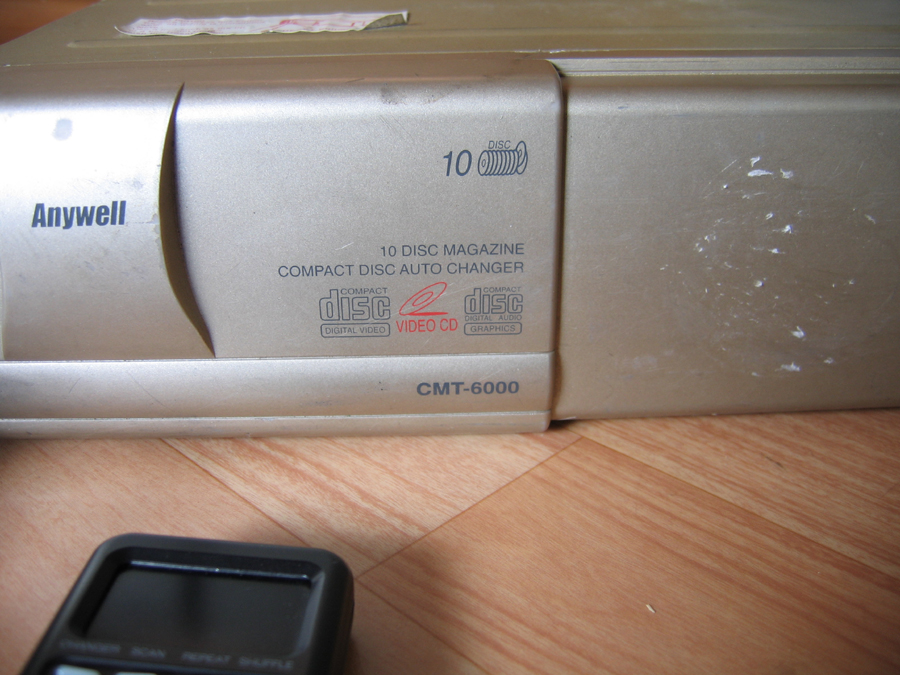 10 DISC
Anywell
10 DISC MAGAZINE
COMPACT DISC AUTO CHANGER
COMPACT disc DIGITAL VIDEO
VIDEO CD
COMPACT disc DIGITAL AUDIO GRAPHICS
CMT-6000
CHANGER SCAN REPEAT SHUFFLE